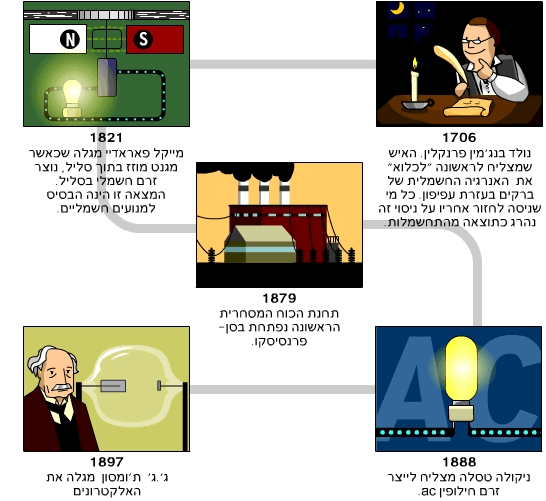 1706
נולד בנג'מין פרנקלין. האיש
שמצליח לראשונה "לכלוא"
את האנרגיה החשמלית של
ברקים בעזרת עפיפון. כל מי
שניסה לחזור אחריו על ניסוי זה
נהרג כתוצאה מהתחשמלות.
N
S
1821
מייקל פאראדיי מגלה שכאשר
מגנט מוזז בתוך סליל, נוצר
זרם חשמלי בסליל.
המצאה זו הינה הבסיס
למנועים חשמליים.
1879
תחנת הכוח המסחרית
הראשונה נפתחת בסן-
פרנסיסקו.
AC
1888
ניקולה טסלה מצליח לייצר
זרם חילופין ac.
1897
ג'.ג' ת'ומסון מגלה את
האלקטרונים